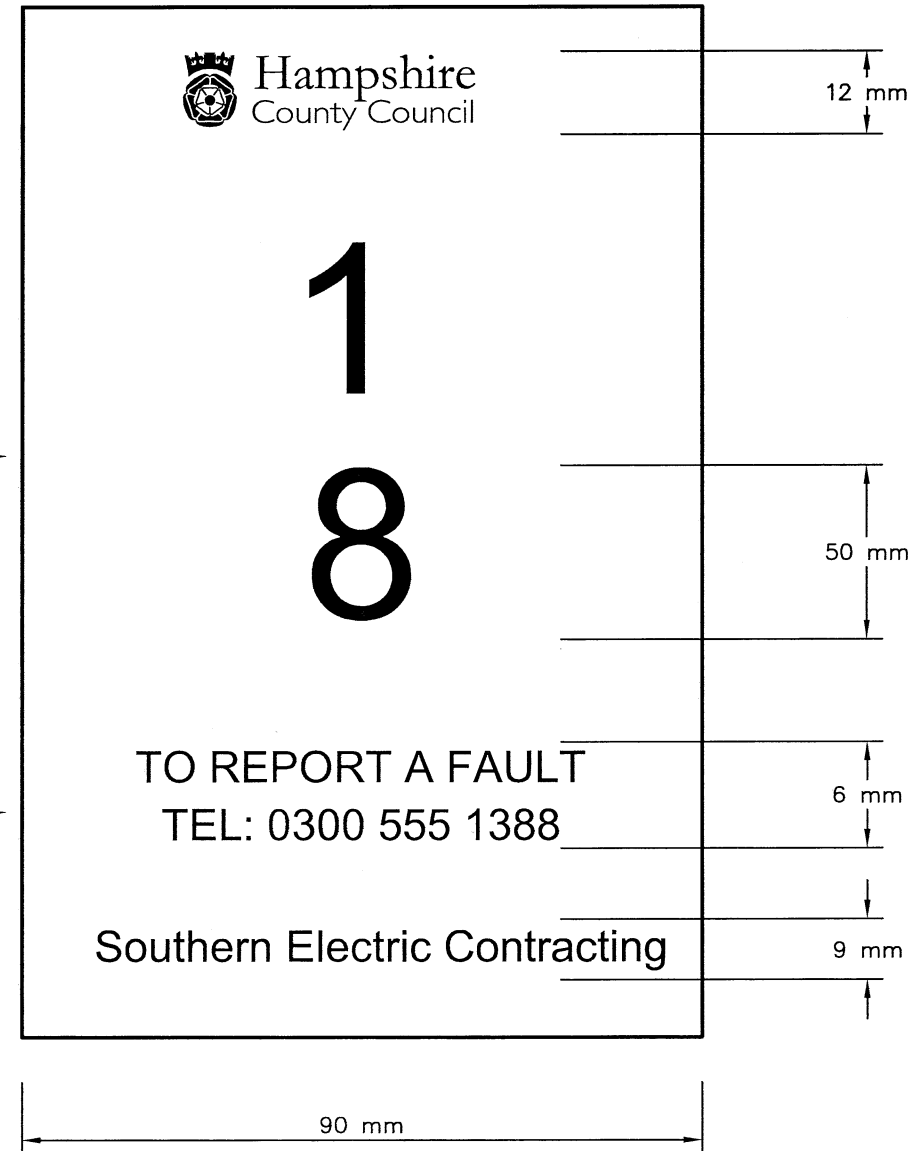 Hampshire
County Council
12 mm
1
8
50 mm
TO REPORT A FAULT
6 mm
TEL: 0300 555 1388
Southern Electric Contracting
9 mm
90 mm